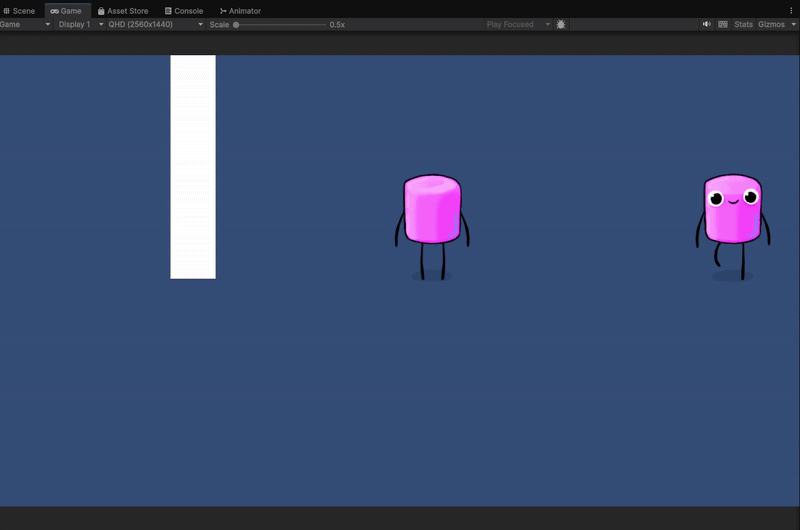 Scene Game Asset Store Console Animator
Game Display 1 QHD (2560x1440) Scale 0.5x Play Focused Stats Gizmos